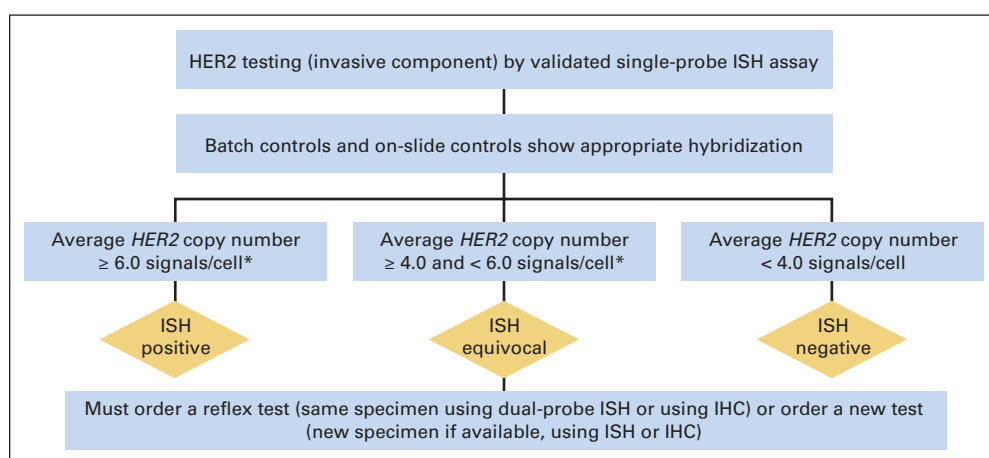 HER2 testing (invasive component) by validated single-probe ISH assay
Batch controls and on-slide controls show appropriate hybridization
Average HER2 copy number
≥ 6.0 signals/cell*
Average HER2 copy number
≥ 4.0 and < 6.0 signals/cell*
Average HER2 copy number
< 4.0 signals/cell
ISH
positive
ISH
equivocal
ISH
negative
Must order a reflex test (same specimen using dual-probe ISH or using IHC) or order a new test
(new specimen if available, using ISH or IHC)